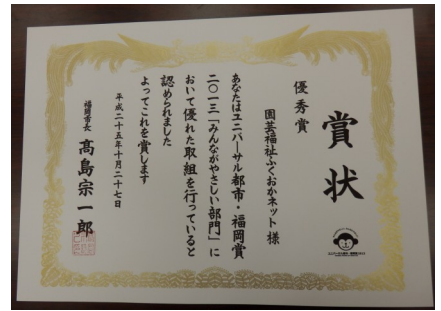 賞状
優秀賞
園芸福祉ふくおかネット様
あなたはユニバーサル都市・福岡賞
二〇一三「みんながやさしい部門」に
おいて優れた取組を行っていると
認められました
よってこれを賞します
平成二十五年十月二十七日
福岡市長 高島宗一郎